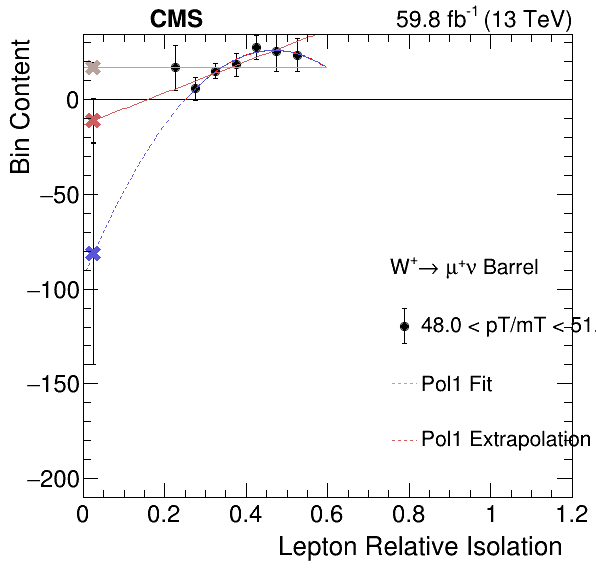 CMS
59.8 fb⁻¹ (13 TeV)
Bin Content
0
−50
−100
−150
−200
W⁺→ μ⁺ν Barrel
48.0 < pT/mT < 51.
Pol1 Fit
Pol1 Extrapolation
0 0.2 0.4 0.6 0.8 1 1.2
Lepton Relative Isolation